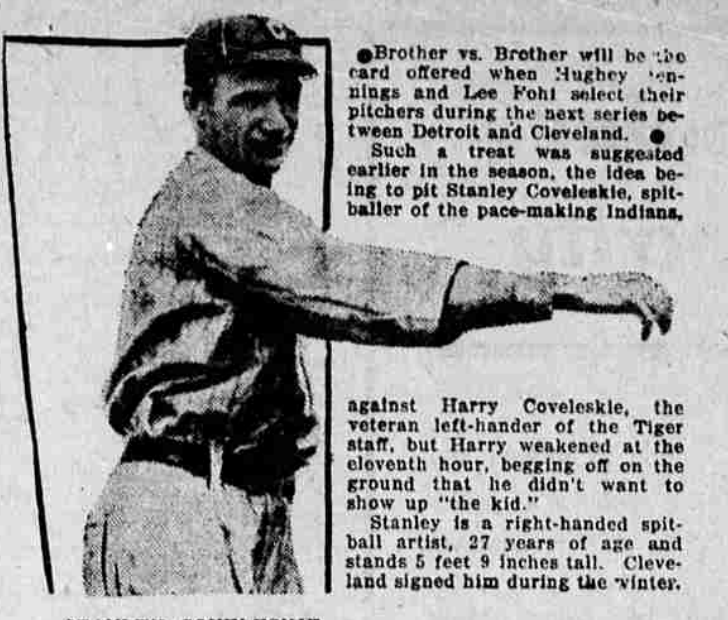 ●Brother vs. Brother will be the
card offered when Hughey Jen-
nings and Lee Fohl select their
pitchers during the next series be-
tween Detroit and Cleveland. ●
Such a treat was suggested
earlier in the season, the idea be-
ing to pit Stanley Coveleskie, spit-
baller of the pace-making Indians,
against Harry Coveleskie, the
veteran left-hander of the Tiger
staff, but Harry weakened at the
eleventh hour, begging off on the
ground that he didn't want to
show up "the kid."
Stanley is a right-handed spit-
ball artist, 27 years of age and
stands 5 feet 9 inches tall. Cleve-
land signed him during the winter.